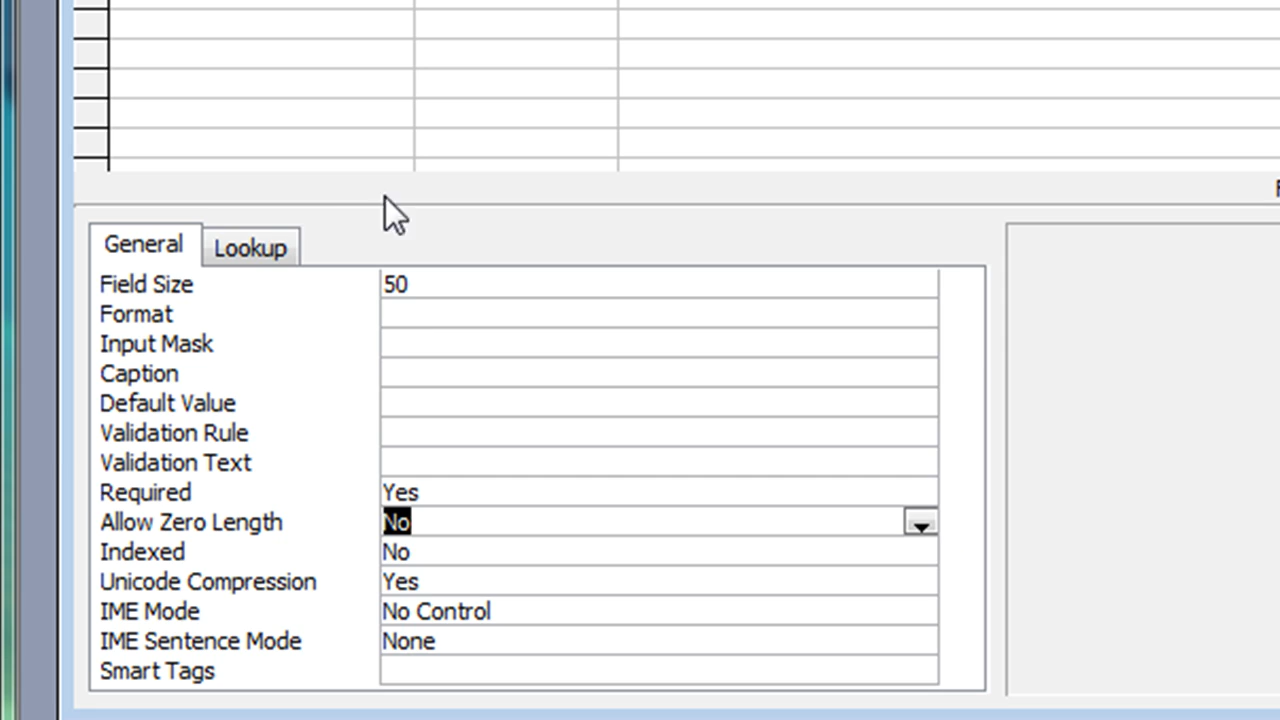 General
Lookup
Field Size 50
Format
Input Mask
Caption
Default Value
Validation Rule
Validation Text
Required Yes
Allow Zero Length No
Indexed No
Unicode Compression Yes
IME Mode No Control
IME Sentence Mode None
Smart Tags